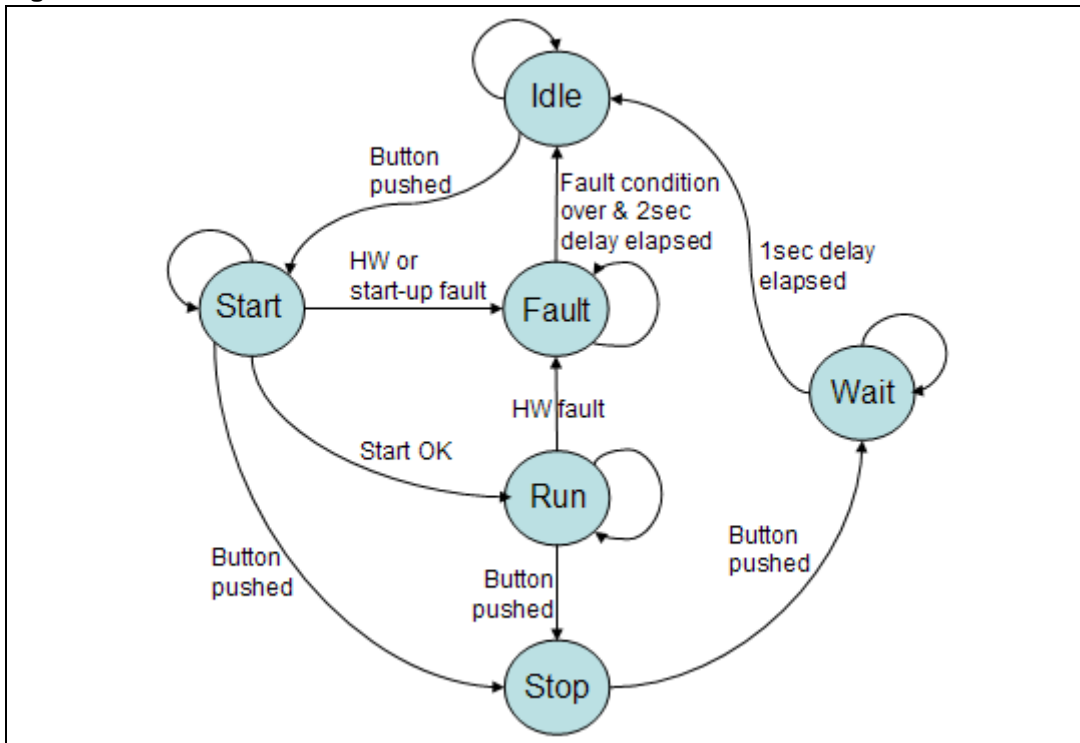 Idle
Button
pushed
Fault condition
over & 2sec
delay elapsed
1sec delay
elapsed
HW or
start-up fault
Start
Fault
Wait
HW fault
Start OK
Run
Button
pushed
Button
pushed
Button
pushed
Stop